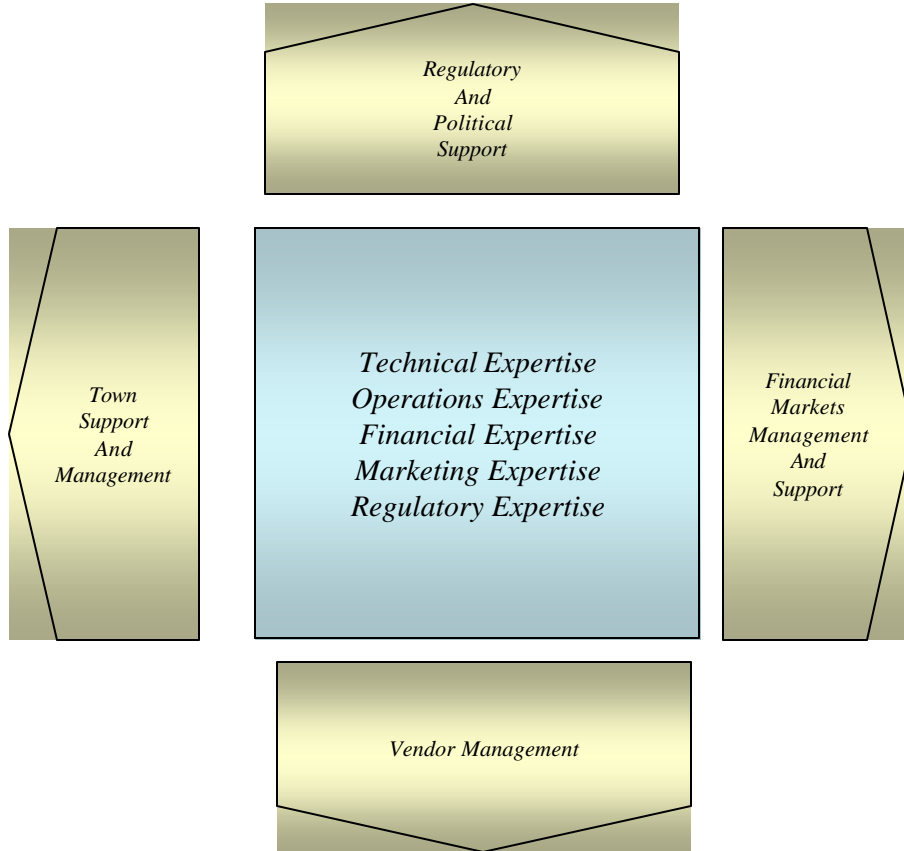 Regulatory
And
Political
Support
Town
Support
And
Management
Technical Expertise
Operations Expertise
Financial Expertise
Marketing Expertise
Regulatory Expertise
Financial
Markets
Management
And
Support
Vendor Management